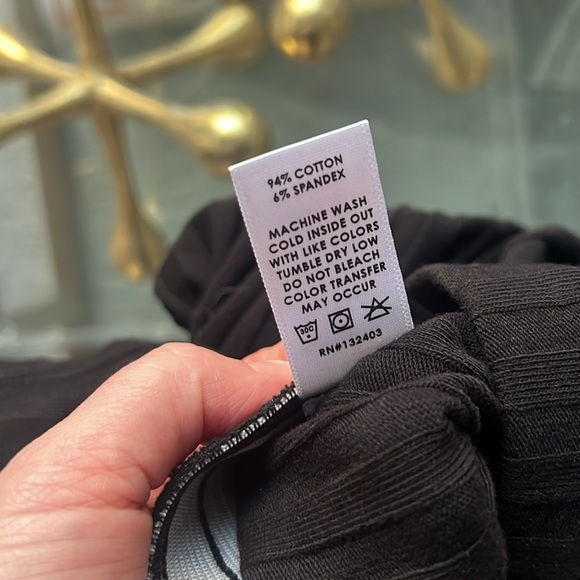 94% COTTON
6% SPANDEX
MACHINE WASH
COLD INSIDE OUT
WITH LIKE COLORS
TUMBLE DRY LOW
DO NOT BLEACH
COLOR TRANSFER
MAY OCCUR
30C
RN#132403